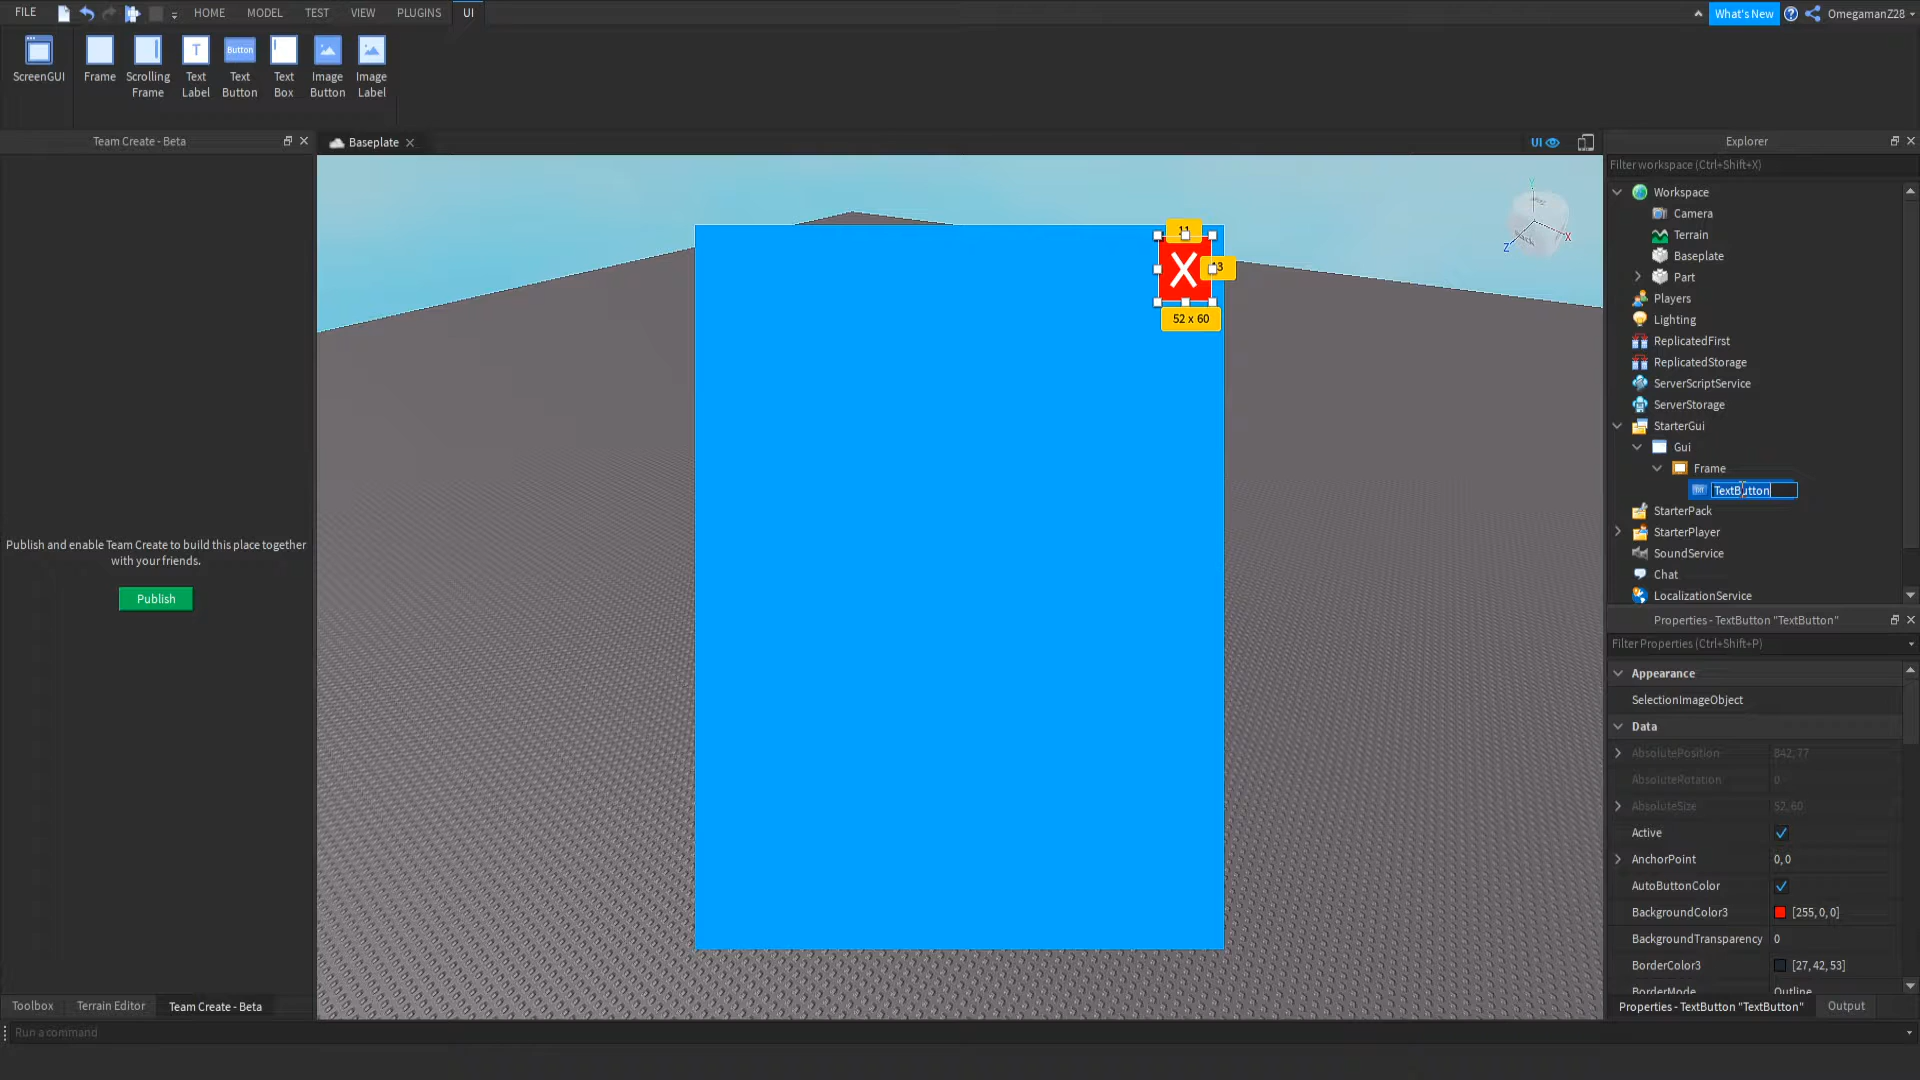 FILE HOME MODEL TEST VIEW PLUGINS UI What's New OmegamanZ28
ScreenGUI
Frame
Scrolling
Frame
T
Text
Label
Button
Text
Button
Text
Box
Image
Button
Image
Label
Team Create - Beta
Publish and enable Team Create to build this place together
with your friends.
Publish
Toolbox Terrain Editor Team Create - Beta
Run a command
Baseplate
UI
Y
X
Z
X
52 x 60
Explorer
Filter workspace (Ctrl+Shift+X)
Workspace
Camera
Terrain
Baseplate
Part
Players
Lighting
ReplicatedFirst
ReplicatedStorage
ServerScriptService
ServerStorage
StarterGui
Gui
Frame
TextButton
StarterPack
StarterPlayer
SoundService
Chat
LocalizationService
Properties - TextButton "TextButton"
Filter Properties (Ctrl+Shift+P)
Appearance
SelectionImageObject
Data
AbsolutePosition 842, 77
AbsoluteRotation 0
AbsoluteSize 52, 60
Active
AnchorPoint 0, 0
AutoButtonColor
BackgroundColor3 [255, 0, 0]
BackgroundTransparency 0
BorderColor3 [27, 42, 53]
BorderMode Outline
Properties - TextButton "TextButton" Output